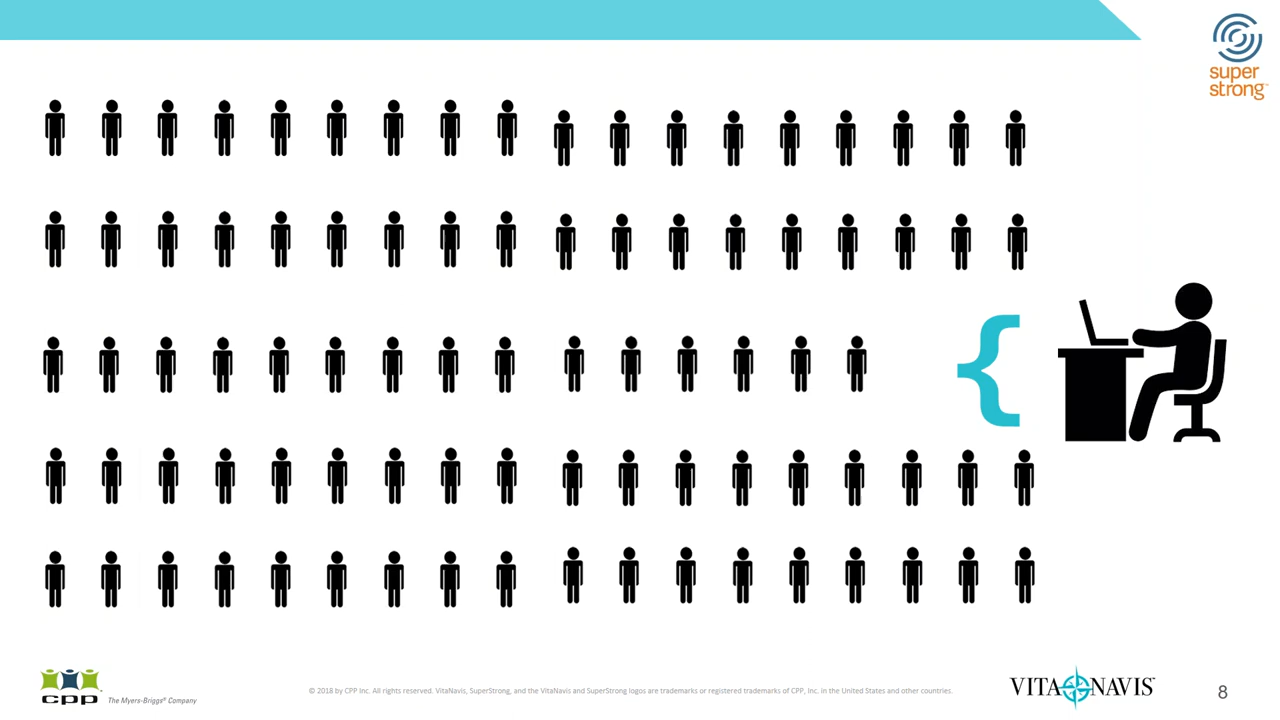 super
strong™
cpp
The Myers-Briggs® Company
© 2018 by CPP Inc. All rights reserved. VitaNavis, SuperStrong, and the VitaNavis and SuperStrong logos are trademarks or registered trademarks of CPP, Inc. in the United States and other countries.
VITA NAVIS™
8